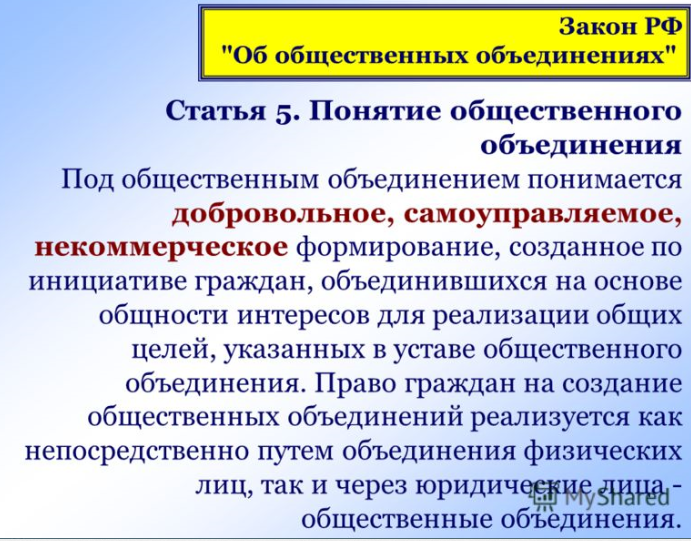 Закон РФ
"Об общественных объединениях"
Статья 5. Понятие общественного
объединения
Под общественным объединением понимается
добровольное, самоуправляемое,
некоммерческое формирование, созданное по
инициативе граждан, объединившихся на основе
общности интересов для реализации общих
целей, указанных в уставе общественного
объединения. Право граждан на создание
общественных объединений реализуется как
непосредственно путем объединения физических
лиц, так и через юридические лица -
общественные объединения.
MyShared